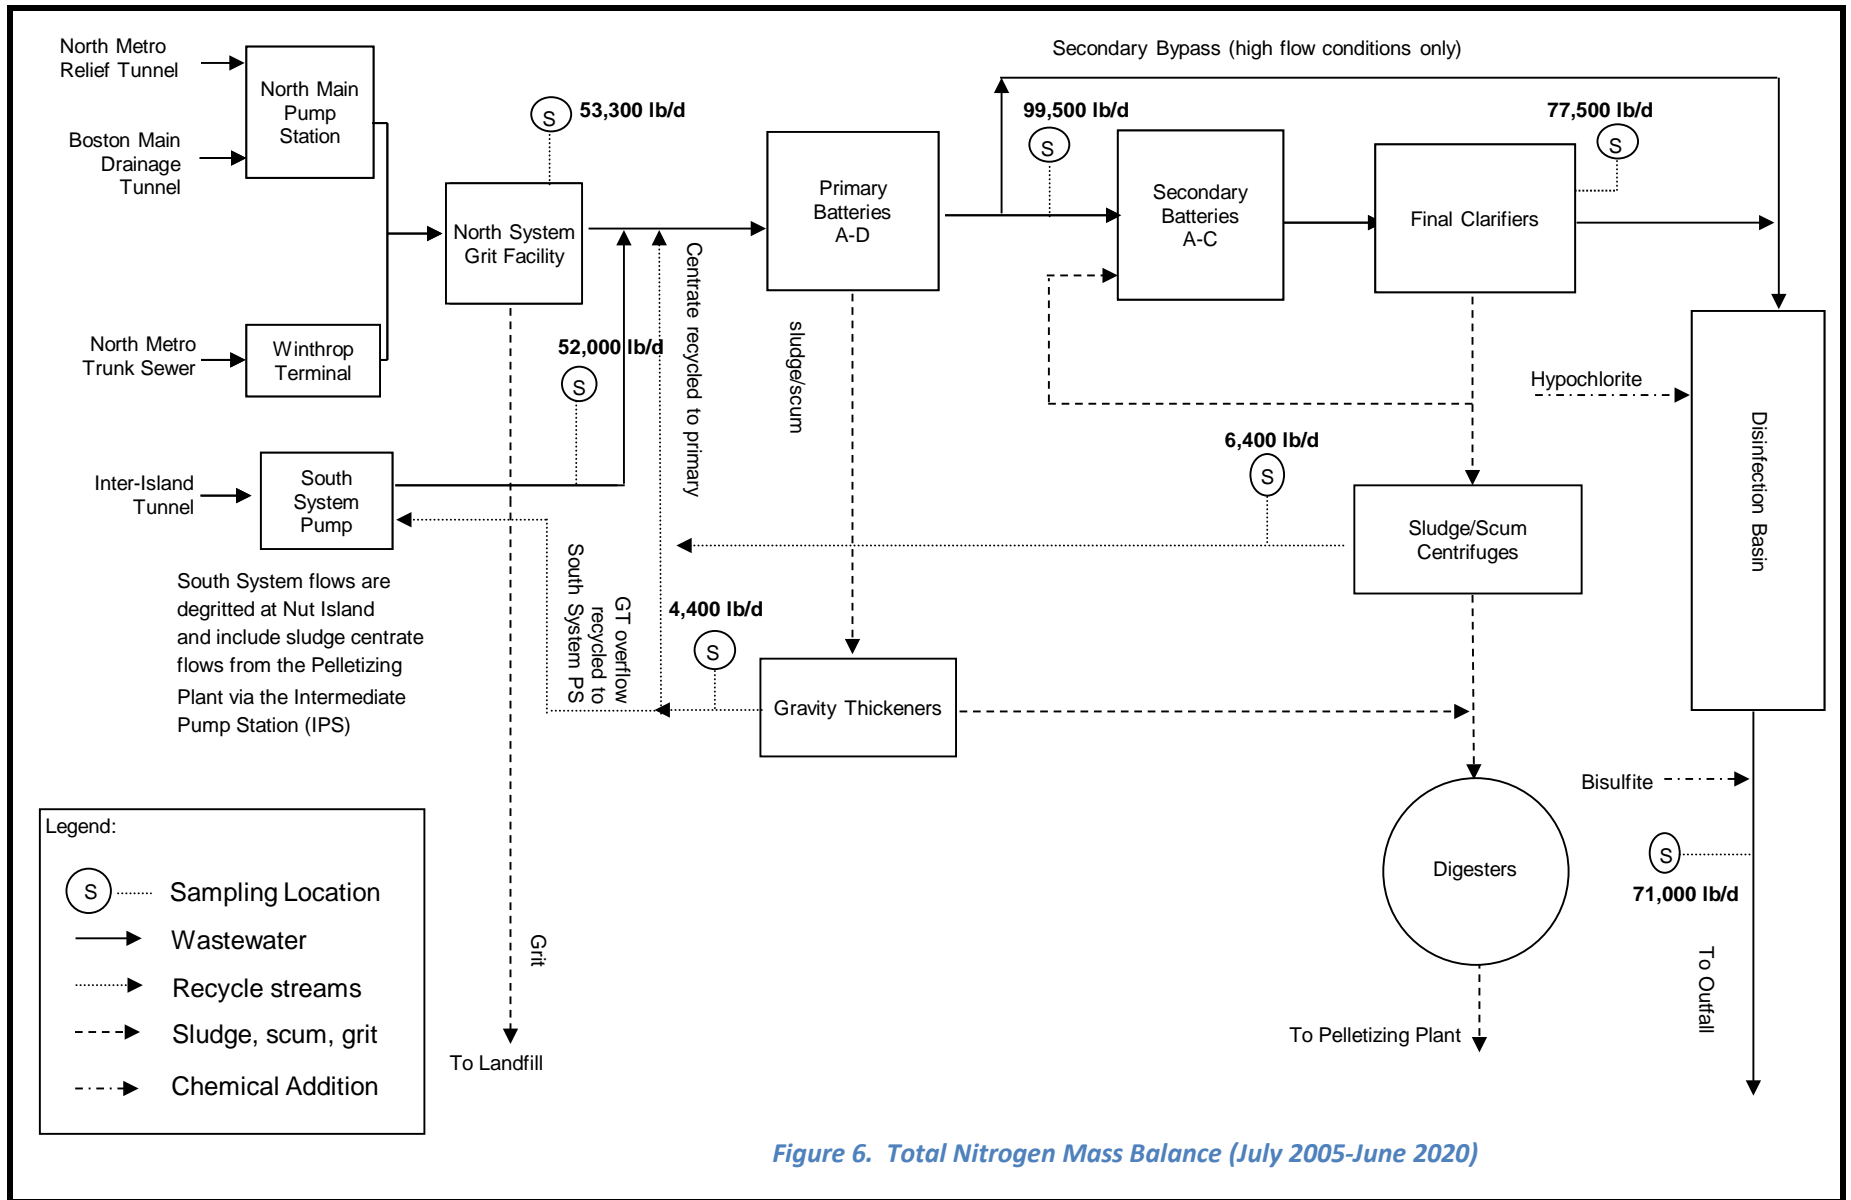 North Metro
Relief Tunnel
North Main
Pump
Station
Boston Main
Drainage
Tunnel
North Metro
Trunk Sewer
Winthrop
Terminal
Inter-Island
Tunnel
South
System
Pump
South System flows are
degritted at Nut Island
and include sludge centrate
flows from the Pelletizing
Plant via the Intermediate
Pump Station (IPS)
S
53,300 lb/d
North System
Grit Facility
52,000 lb/d
S
Centrate recycled to primary
GT overflow
recycled to
South System PS
Grit
To Landfill
Primary
Batteries
A-D
sludge/scum
4,400 lb/d
S
Gravity Thickeners
Secondary Bypass (high flow conditions only)
99,500 lb/d
S
Secondary
Batteries
A-C
Final Clarifiers
77,500 lb/d
S
6,400 lb/d
S
Sludge/Scum
Centrifuges
Hypochlorite
Disinfection Basin
Bisulfite
S
71,000 lb/d
To Outfall
Digesters
To Pelletizing Plant
Legend:
S Sampling Location
Wastewater
Recycle streams
Sludge, scum, grit
Chemical Addition
Figure 6. Total Nitrogen Mass Balance (July 2005-June 2020)